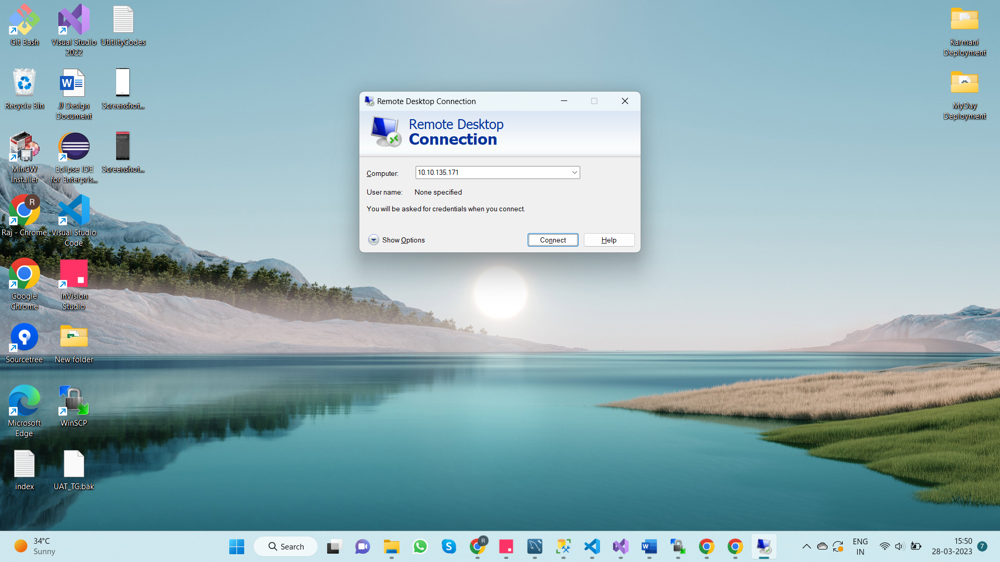 Git Bash
Visual Studio
2022
UtitlityCodes
Recycle Bin
JJ Design
Document
Screenshot...
MinGW
Installer
Eclipse IDE
for Enterpris...
Screenshot...
R
Raj - Chrome
Visual Studio
Code
Google
Chrome
InVision
Studio
Sourcetree
New folder
Microsoft
Edge
WinSCP
index
UAT_TG.bak
Karmani
Deployment
MyDay
Deployment
Remote Desktop Connection
Remote Desktop
Connection
Computer:
10.10.135.171
User name:
None specified
You will be asked for credentials when you connect.
Show Options
Connect
Help
34°C
Sunny
Search
R
ENG
IN
15:50
28-03-2023
7